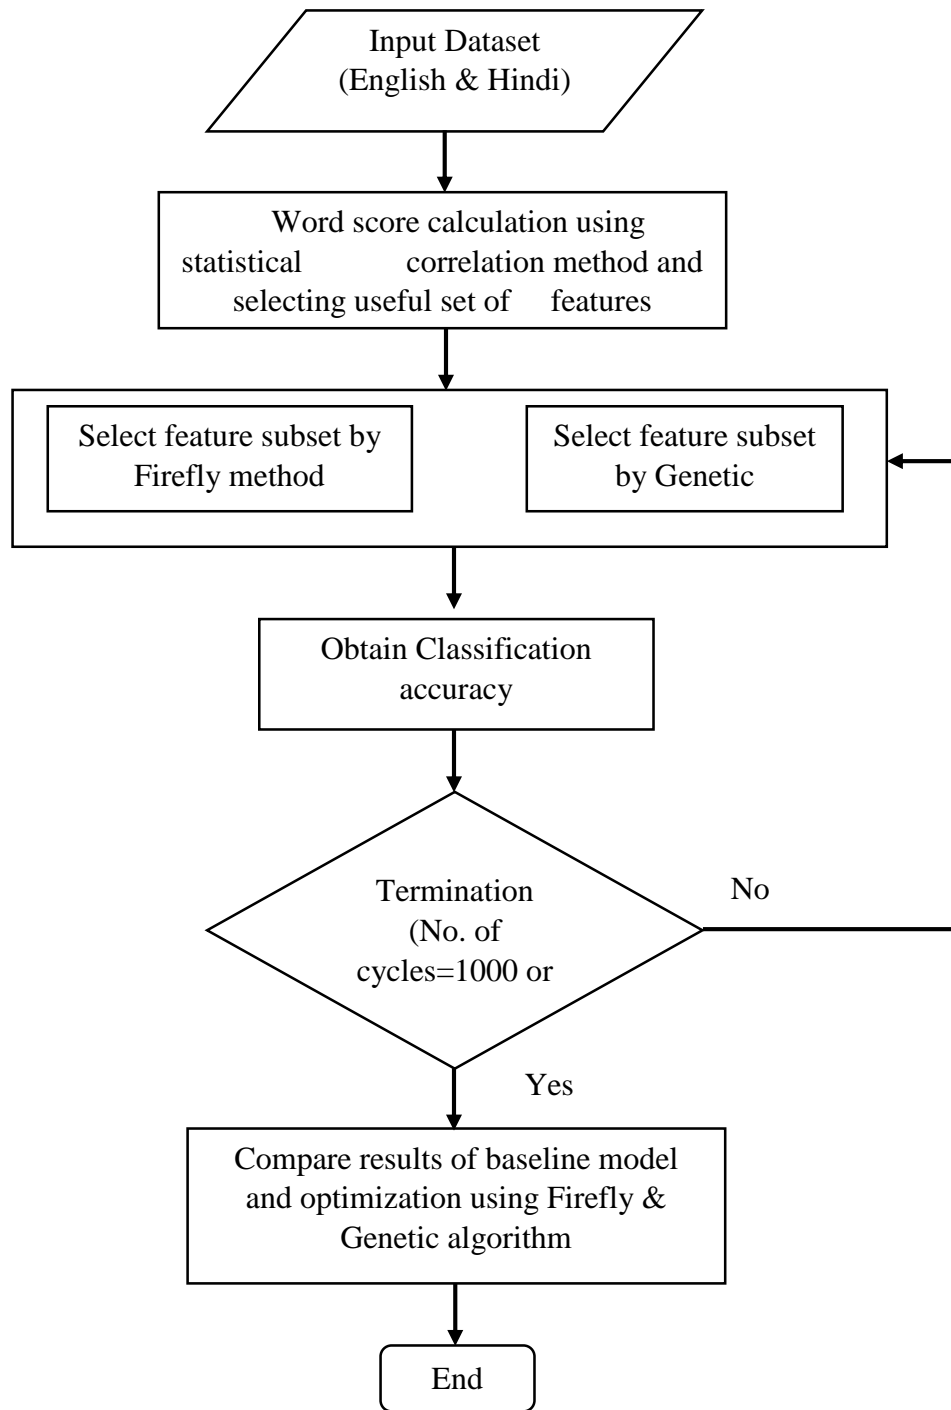 Input Dataset
(English & Hindi)
Word score calculation using
statistical correlation method and
selecting useful set of features
Select feature subset by
Firefly method
Select feature subset
by Genetic
Obtain Classification
accuracy
Termination
(No. of
cycles=1000 or
No
Yes
Compare results of baseline model
and optimization using Firefly &
Genetic algorithm
End